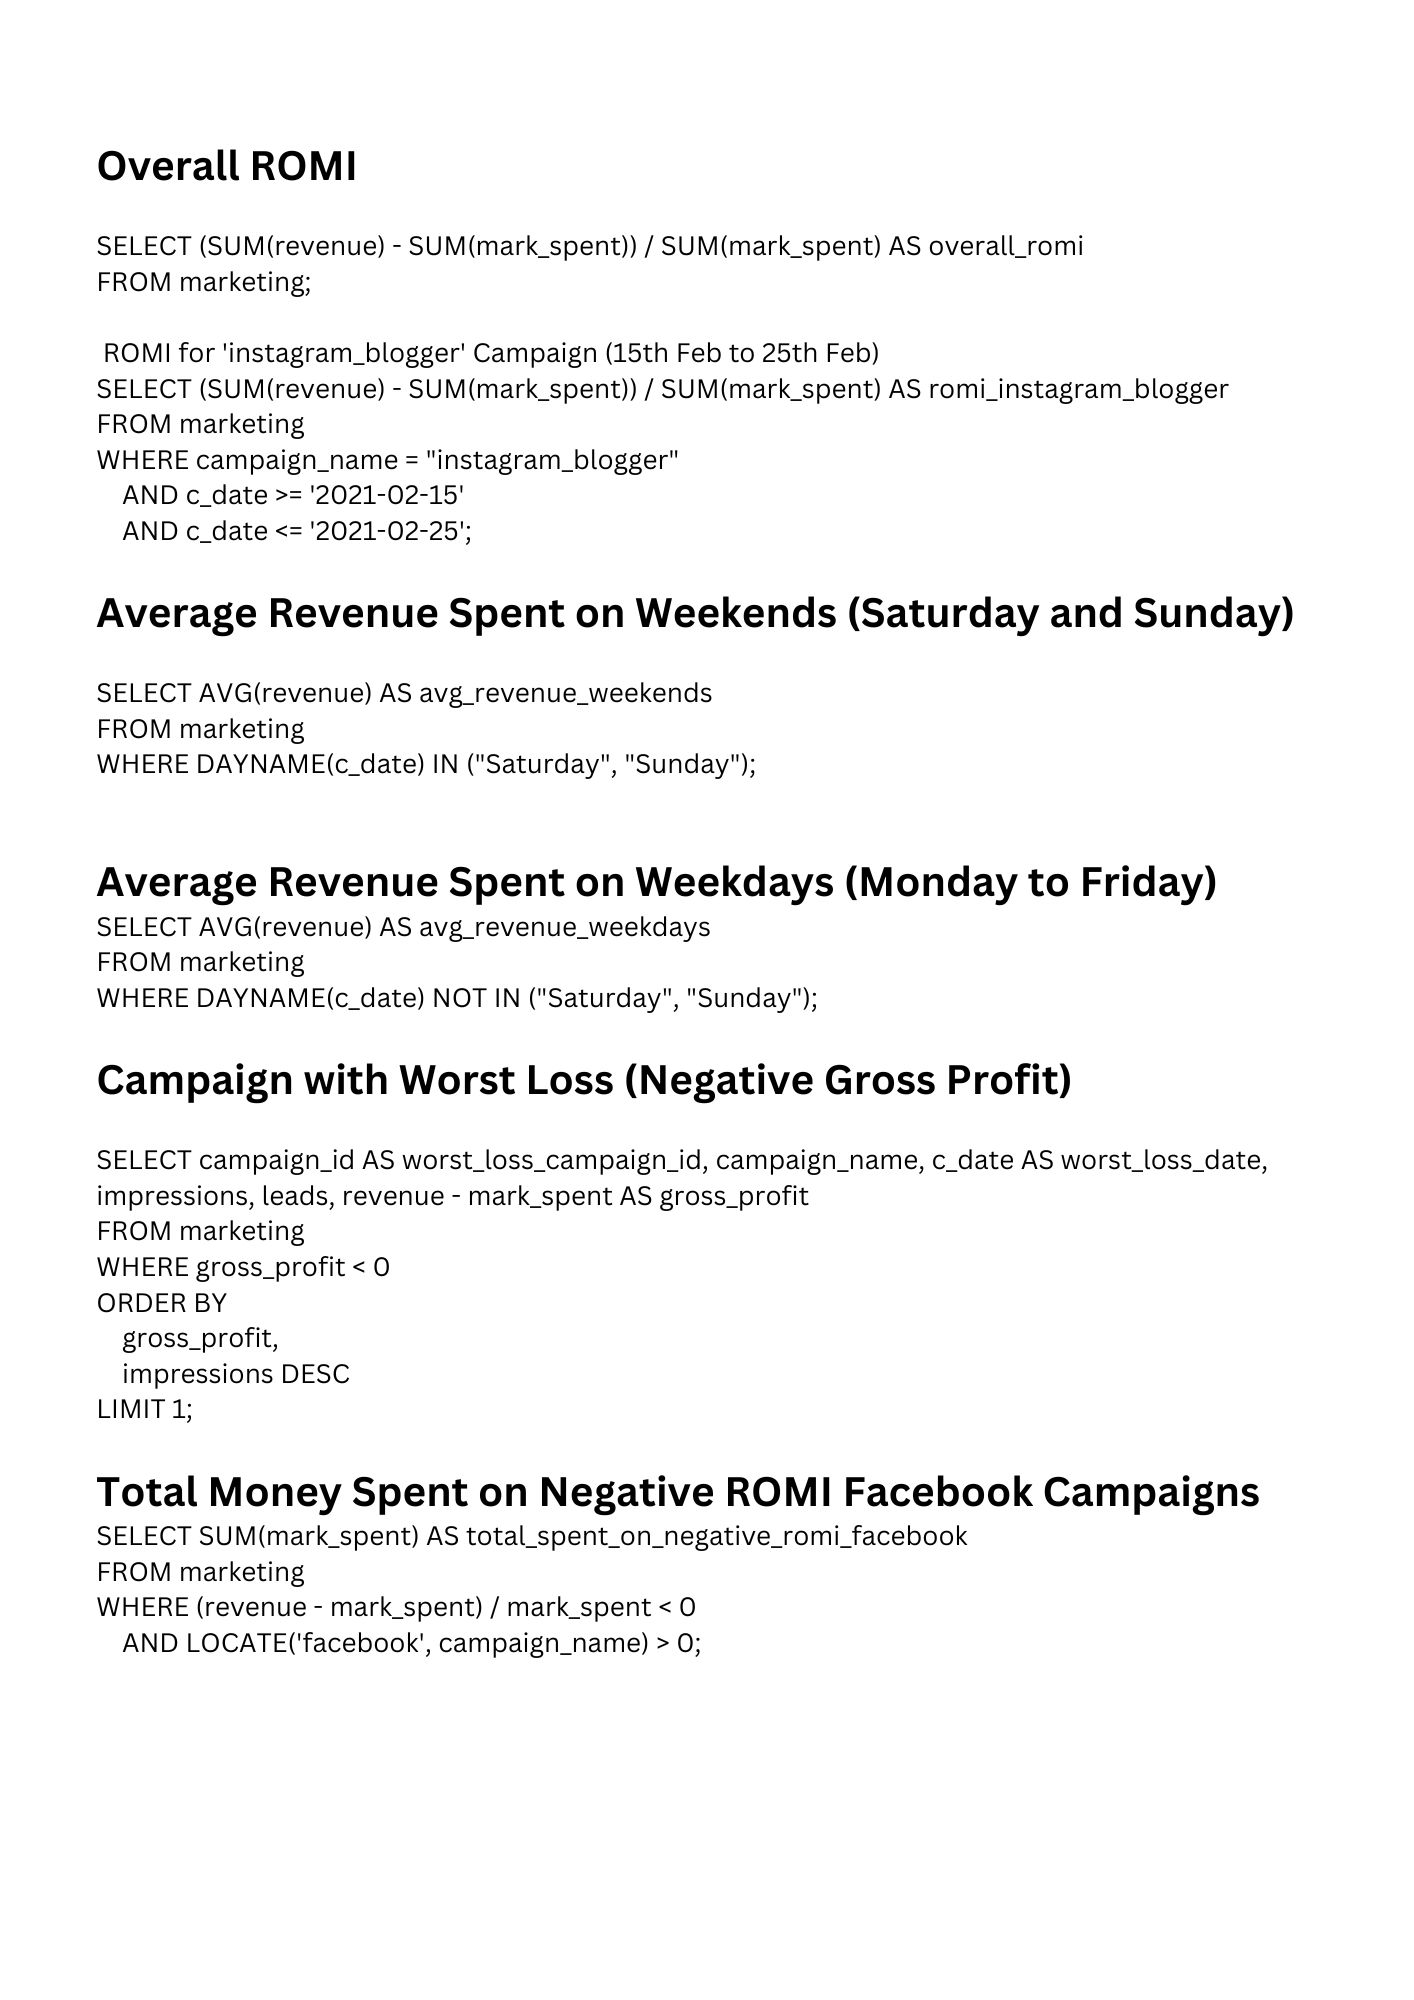 Overall ROMI
SELECT (SUM(revenue) - SUM(mark_spent)) / SUM(mark_spent) AS overall_romi
FROM marketing;
ROMI for 'instagram_blogger' Campaign (15th Feb to 25th Feb)
SELECT (SUM(revenue) - SUM(mark_spent)) / SUM(mark_spent) AS romi_instagram_blogger
FROM marketing
WHERE campaign_name = "instagram_blogger"
AND c_date >= '2021-02-15'
AND c_date <= '2021-02-25';
Average Revenue Spent on Weekends (Saturday and Sunday)
SELECT AVG(revenue) AS avg_revenue_weekends
FROM marketing
WHERE DAYNAME(c_date) IN ("Saturday", "Sunday");
Average Revenue Spent on Weekdays (Monday to Friday)
SELECT AVG(revenue) AS avg_revenue_weekdays
FROM marketing
WHERE DAYNAME(c_date) NOT IN ("Saturday", "Sunday");
Campaign with Worst Loss (Negative Gross Profit)
SELECT campaign_id AS worst_loss_campaign_id, campaign_name, c_date AS worst_loss_date,
impressions, leads, revenue - mark_spent AS gross_profit
FROM marketing
WHERE gross_profit < 0
ORDER BY
gross_profit,
impressions DESC
LIMIT 1;
Total Money Spent on Negative ROMI Facebook Campaigns
SELECT SUM(mark_spent) AS total_spent_on_negative_romi_facebook
FROM marketing
WHERE (revenue - mark_spent) / mark_spent < 0
AND LOCATE('facebook', campaign_name) > 0;